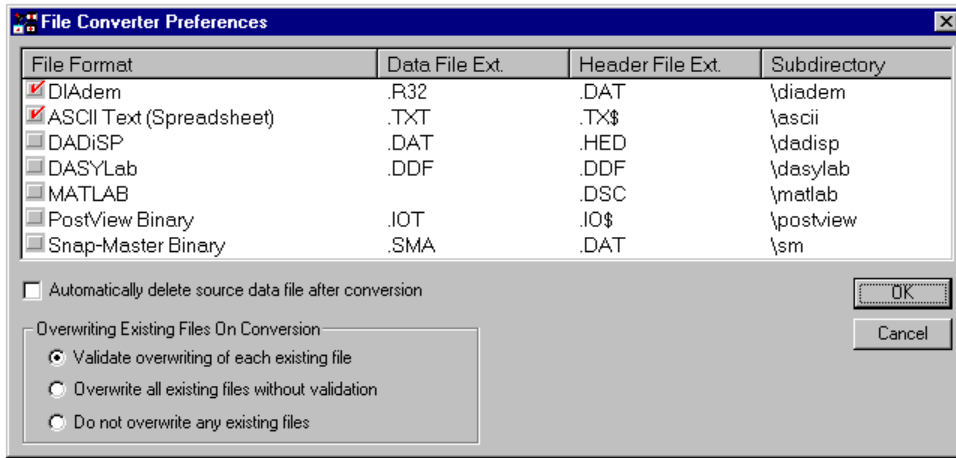 File Converter Preferences
File Format Data File Ext. Header File Ext. Subdirectory
DIAdem .R32 .DAT \diadem
ASCII Text (Spreadsheet) .TXT .TX$ \ascii
DADiSP .DAT .HED \dadisp
DASYLab .DDF .DDF \dasylab
MATLAB .DSC \matlab
PostView Binary .IOT .IO$ \postview
Snap-Master Binary .SMA .DAT \sm
Automatically delete source data file after conversion
OK
Overwriting Existing Files On Conversion
Cancel
Validate overwriting of each existing file
Overwrite all existing files without validation
Do not overwrite any existing files